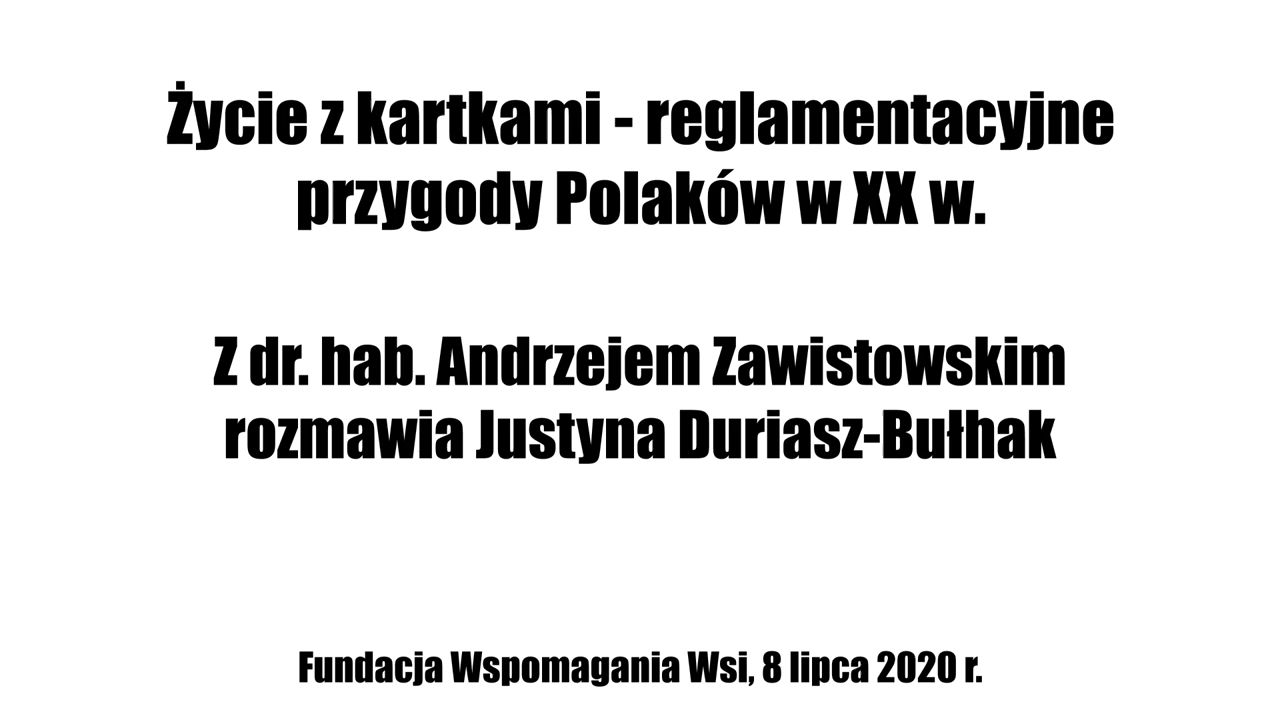 Życie z kartkami - reglamentacyjne
przygody Polaków w XX w.
Z dr. hab. Andrzejem Zawistowskim
rozmawia Justyna Duriasz-Bułhak
Fundacja Wspomagania Wsi, 8 lipca 2020 r.